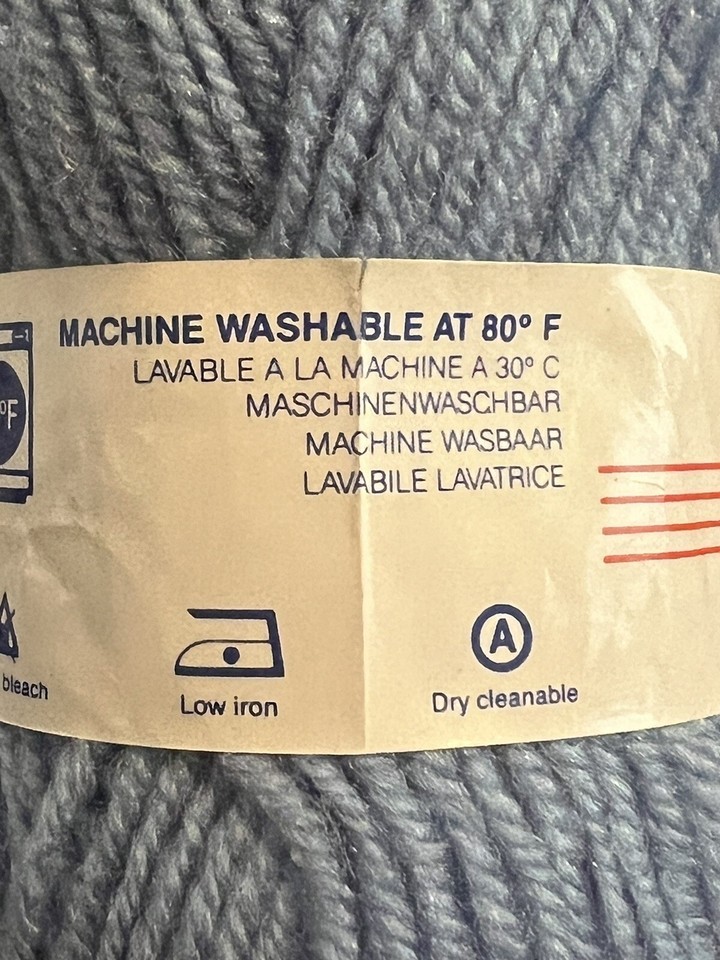 MACHINE WASHABLE AT 80° F
LAVABLE A LA MACHINE A 30° C
MASCHINENWASCHBAR
MACHINE WASBAAR
LAVABILE LAVATRICE
°F
A
bleach
Low iron
Dry cleanable